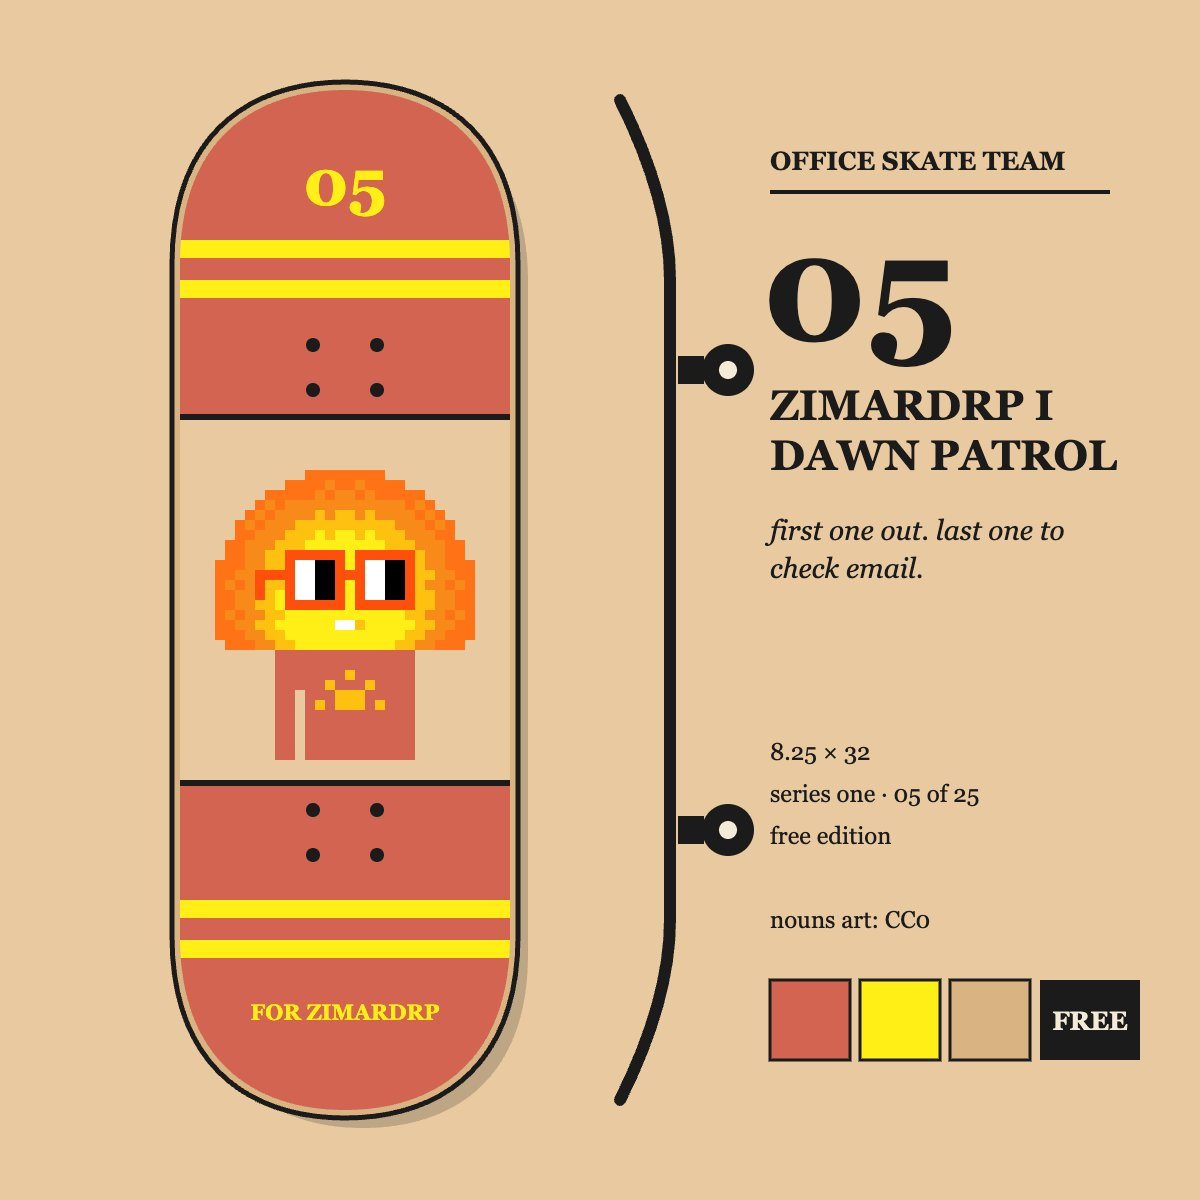 05
FOR ZIMARDRP
OFFICE SKATE TEAM
05
ZIMARDRP I
DAWN PATROL
first one out. last one to
check email.
8.25 × 32
series one · 05 of 25
free edition
nouns art: CC0
FREE